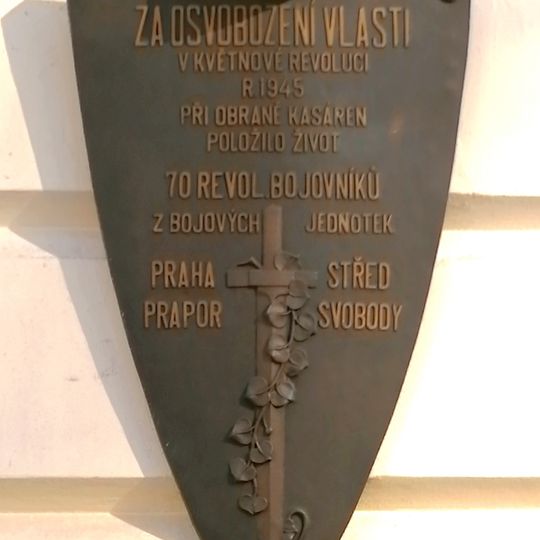 ZA OSVOBOZENÍ VLASTI
V KVĚTNOVÉ REVOLUCI
R.1945
PŘI OBRANĚ KASÁREN
POLOŽILO ŽIVOT
70 REVOL. BOJOVNÍKŮ
Z BOJOVÝCH JEDNOTEK
PRAHA STŘED
PRAPOR SVOBODY